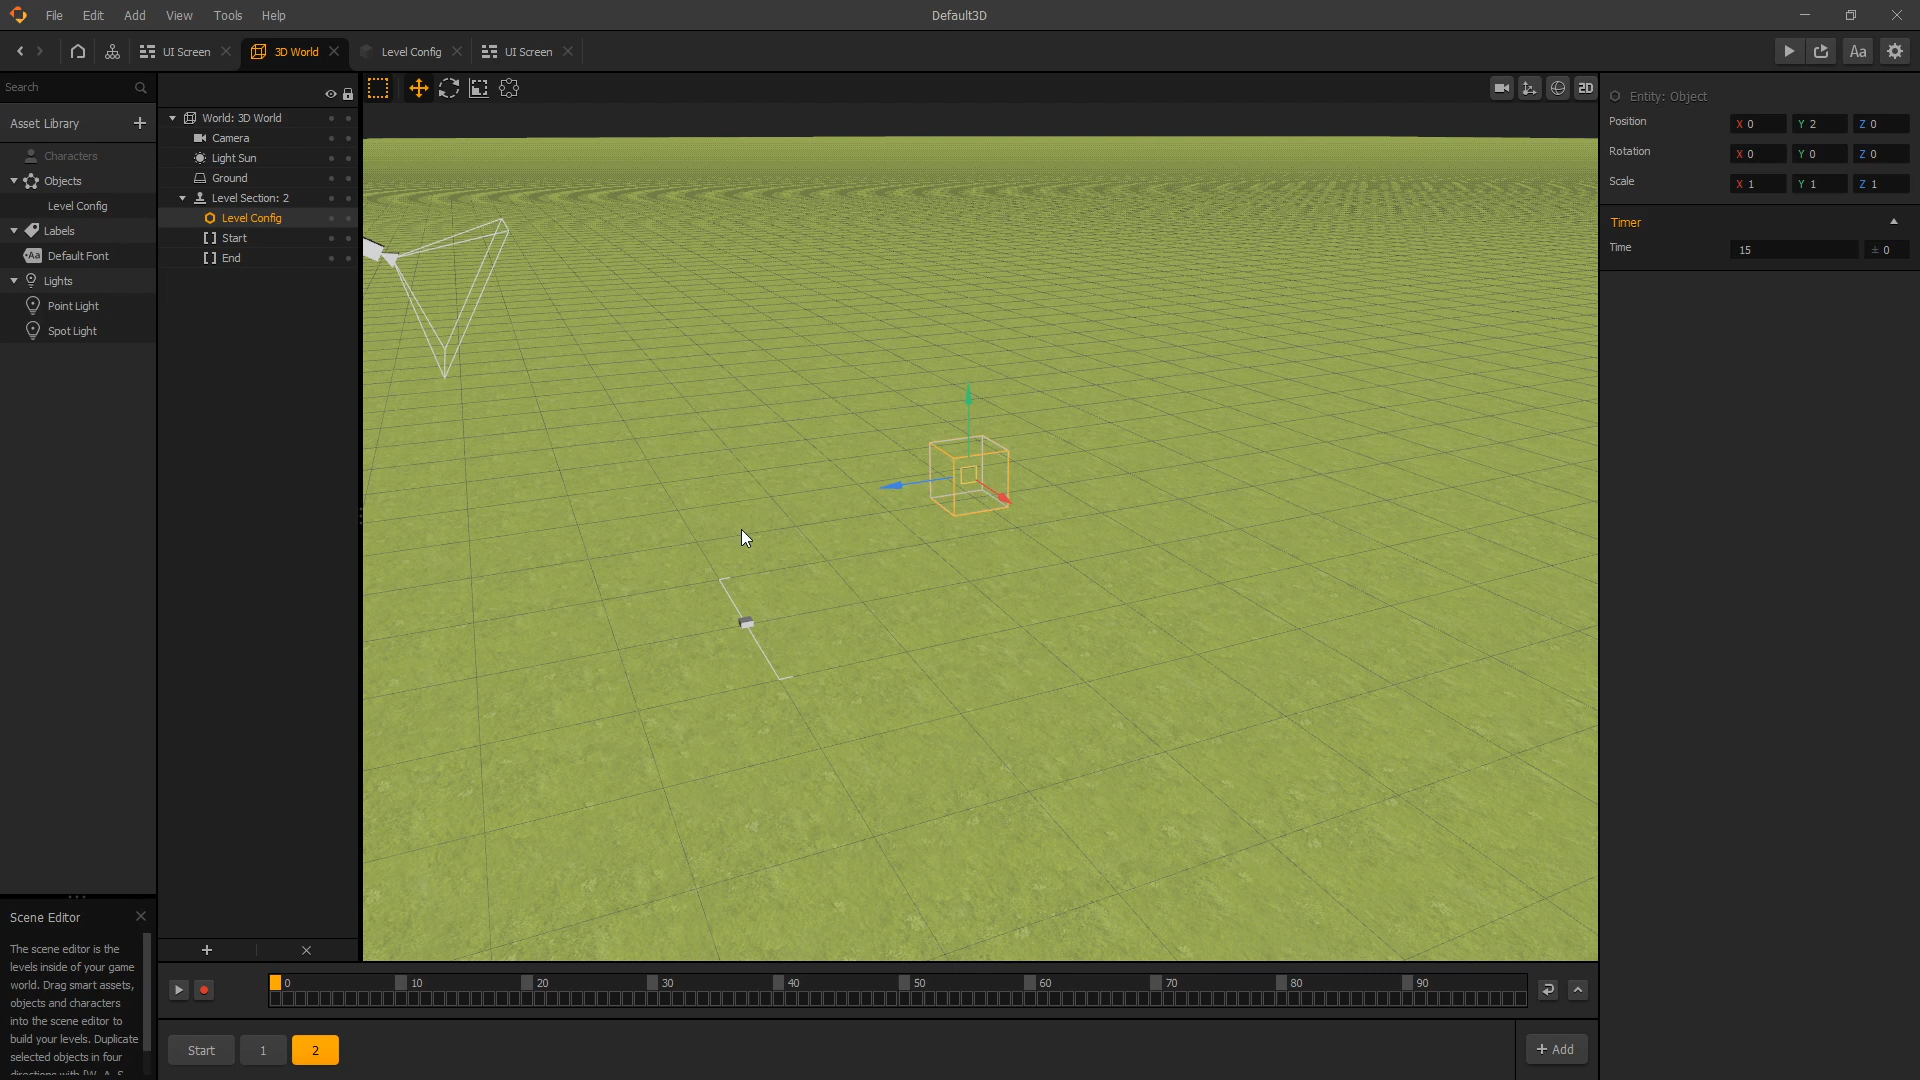 File Edit Add View Tools Help
Default3D
UI Screen
3D World
Level Config
UI Screen
Aa
Search
Asset Library
Characters
Objects
Level Config
Labels
Aa Default Font
Lights
Point Light
Spot Light
World: 3D World
Camera
Light Sun
Ground
Level Section: 2
Level Config
Start
End
2D
Entity: Object
Position X 0 Y 2 Z 0
Rotation X 0 Y 0 Z 0
Scale X 1 Y 1 Z 1
Timer
Time 15 ± 0
Scene Editor
The scene editor is the
levels inside of your game
world. Drag smart assets,
objects and characters
into the scene editor to
build your levels. Duplicate
selected objects in four
directions with [W, A, S,
0 10 20 30 40 50 60 70 80 90
Start 1 2
+ Add